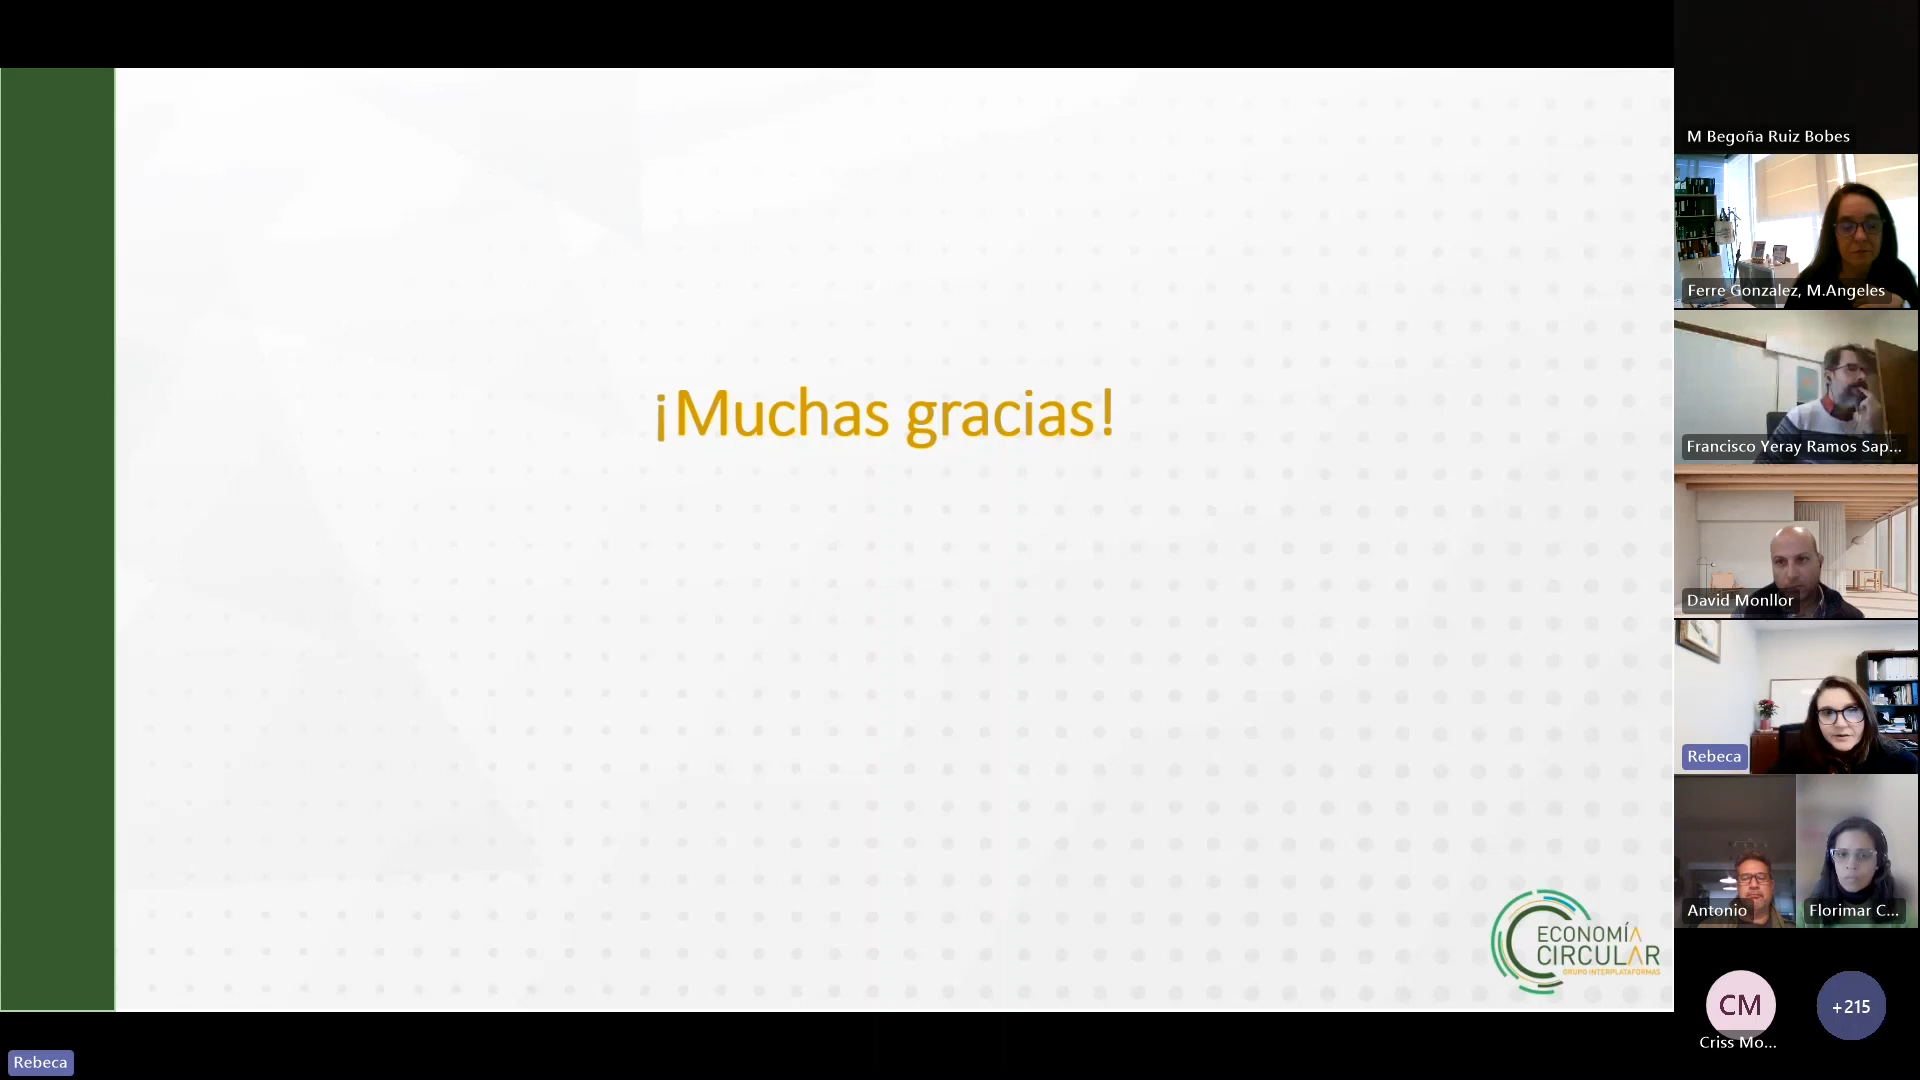 ¡Muchas gracias!
ECONOMÍA
CIRCULAR
GRUPO INTERPLATAFORMAS
M Begoña Ruiz Bobes
Ferre Gonzalez, M.Angeles
Francisco Yeray Ramos Sap...
David Monllor
Rebeca
Antonio
Florimar C...
CM
Criss Mo...
+215
Rebeca